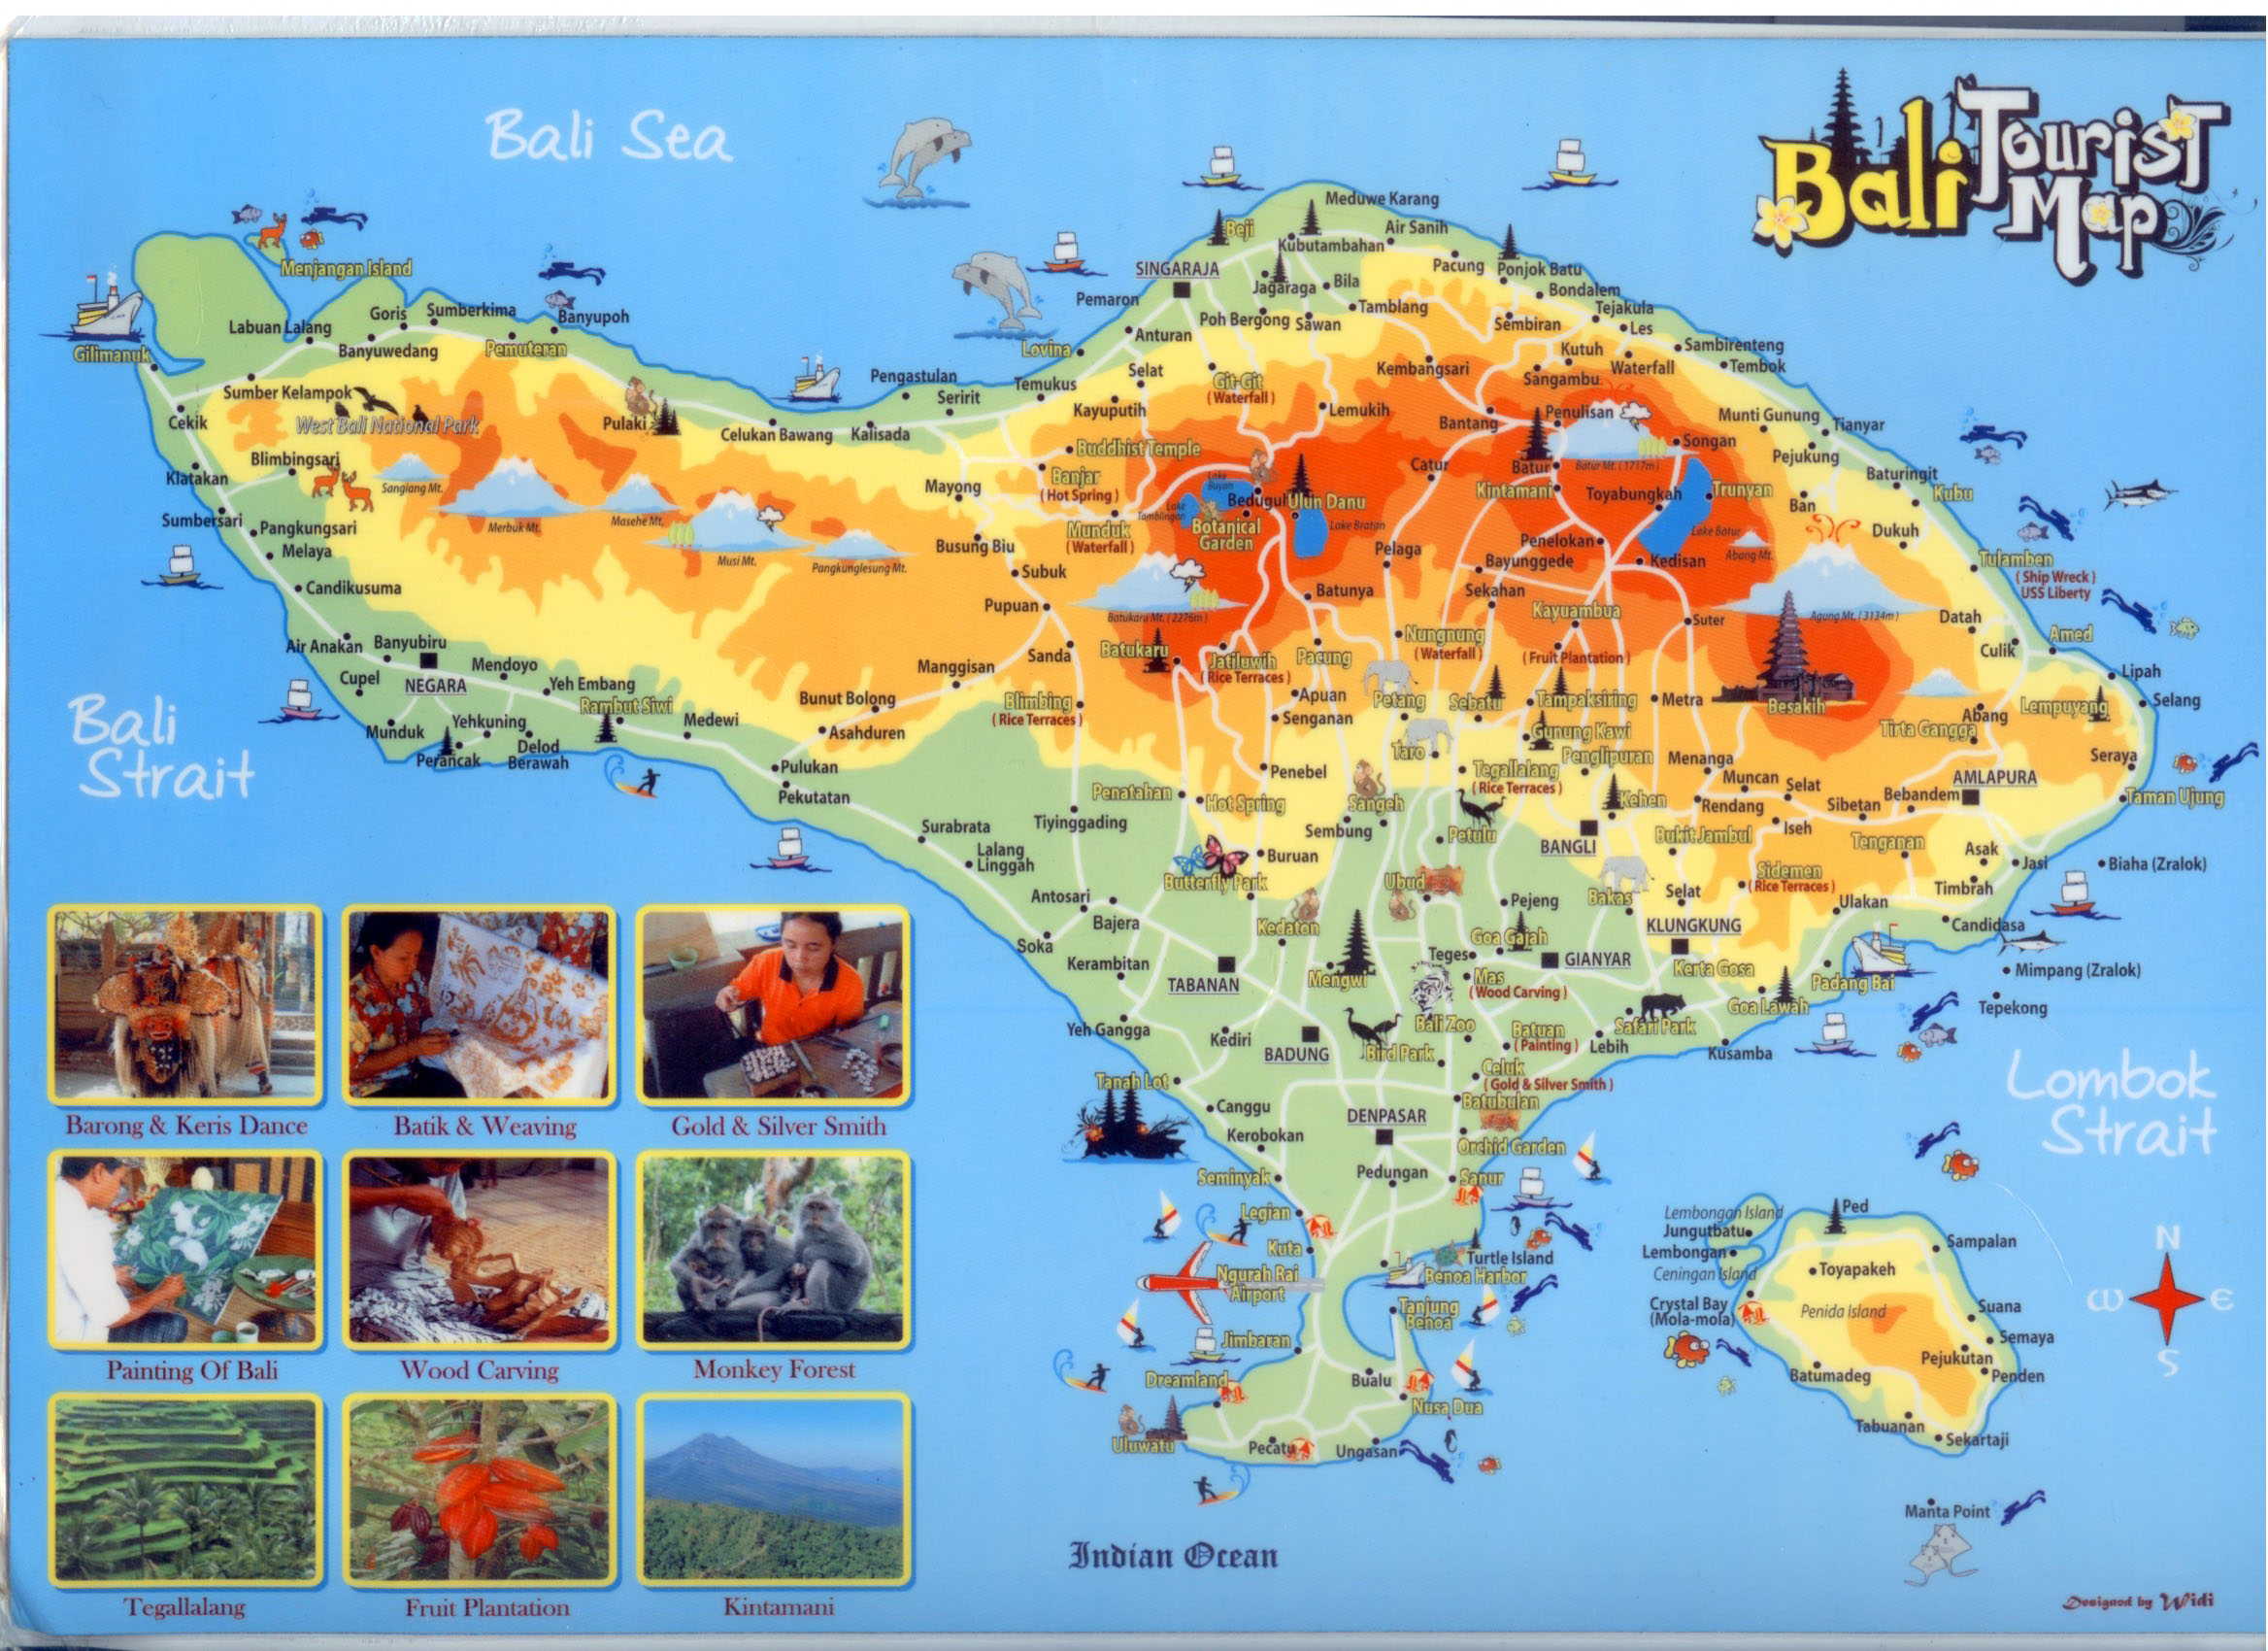 Bali Tourist
Map
Bali Sea
Bali
Strait
Lombok
Strait
Indian Ocean
N
W E
S
Menjangan Island
Gilimanuk
Labuan Lalang
Goris
Sumberkima
Banyupoh
Banyuwedang
Pemuteran
Sumber Kelampok
West Bali National Park
Cekik
Blimbingsari
Klatakan
Sangiang Mt.
Merbuk Mt.
Masehe Mt.
Musi Mt.
Pangkunglesung Mt.
Sumbersari
Pangkungsari
Melaya
Candikusuma
Air Anakan
Banyubiru
NEGARA
Cupel
Mendoyo
Yeh Embang
Rambut Siwi
Munduk
Yehkuning
Perancak
Delod
Berawah
Medewi
Pulaki
Celukan Bawang
Kalisada
Pengastulan
Seririt
Temukus
Lovina
Pemaron
Anturan
SINGARAJA
Beji
Meduwe Karang
Kubutambahan
Air Sanih
Jagaraga
Bila
Pacung
Ponjok Batu
Bondalem
Tejakula
Les
Poh Bergong
Sawan
Tamblang
Sembiran
Kutuh
Waterfall
Sambirenteng
Tembok
Sangambu
Kembangsari
Selat
Git-Git
(Waterfall )
Kayuputih
Lemukih
Bantang
Penulisan
Munti Gunung
Tianyar
Songan
Pejukung
Baturingit
Kubu
Buddhist Temple
Banjar
( Hot Spring )
Mayong
Munduk
(Waterfall )
Busung Biu
Subuk
Pupuan
Lake
Buyan
Lake
Tamblingan
Bedugul
Ulun Danu
Botanical
Garden
Lake Bratan
Catur
Batur
Batur Mt. ( 1717m )
Kintamani
Toyabungkah
Trunyan
Lake Batur
Abang Mt.
Ban
Dukuh
Pelaga
Penelokan
Kedisan
Bayunggede
Batunya
Sekahan
Kayuambua
( Fruit Plantation )
Suter
Agung Mt. ( 3134m )
Tulamben
( Ship Wreck )
USS Liberty
Datah
Culik
Amed
Lipah
Selang
Batukaru Mt. ( 2276m )
Batukaru
Jatiluwih
( Rice Terraces )
Pacung
Nungnung
(Waterfall )
Sanda
Manggisan
Blimbing
( Rice Terraces )
Bunut Bolong
Asahduren
Pulukan
Pekutatan
Apuan
Senganan
Petang
Sebatu
Tampaksiring
Metra
Besakih
Tirta Gangga
Abang
Lempuyang
Seraya
Taro
Gunung Kawi
Penglipuran
Tegallalang
( Rice Terraces )
Menanga
Muncan
Selat
AMLAPURA
Taman Ujung
Penebel
Penatahan
Hot Spring
Sangeh
Kehen
Rendang
Sibetan
Bebandem
Tiyinggading
Sembung
Petulu
BANGLI
Bukit Jambul
Iseh
Tenganan
Asak
Jasi
Biaha (Zralok)
Surabrata
Lalang
Linggah
Buruan
Butterfly Park
Ubud
Bakas
Selat
Sidemen
( Rice Terraces )
Timbrah
Ulakan
Candidasa
Antosari
Bajera
Soka
Kerambitan
Kedaton
Pejeng
Goa Gajah
KLUNGKUNG
Teges
GIANYAR
Kerta Gosa
Mimpang (Zralok)
TABANAN
Mengwi
Mas
( Wood Carving )
Padang Bai
Goa Lawah
Tepekong
Yeh Gangga
Kediri
BADUNG
Bali Zoo
Bird Park
Batuan
( Painting )
Lebih
Safari Park
Kusamba
Tanah Lot
Celuk
( Gold & Silver Smith )
Batubulan
Canggu
DENPASAR
Kerobokan
Orchid Garden
Seminyak
Pedungan
Sanur
Legian
Kuta
Turtle Island
Ngurah Rai
Airport
Benoa Harbor
Tanjung
Benoa
Jimbaran
Dreamland
Bualu
Nusa Dua
Uluwatu
Pecatu
Ungasan
Lembongan Island
Jungutbatu
Lembongan
Ceningan Island
Crystal Bay
(Mola-mola)
Ped
Sampalan
Toyapakeh
Penida Island
Suana
Semaya
Pejukutan
Penden
Batumadeg
Tabuanan
Sekartaji
Manta Point
Barong & Keris Dance
Batik & Weaving
Gold & Silver Smith
Painting Of Bali
Wood Carving
Monkey Forest
Tegallalang
Fruit Plantation
Kintamani
Designed by Widi